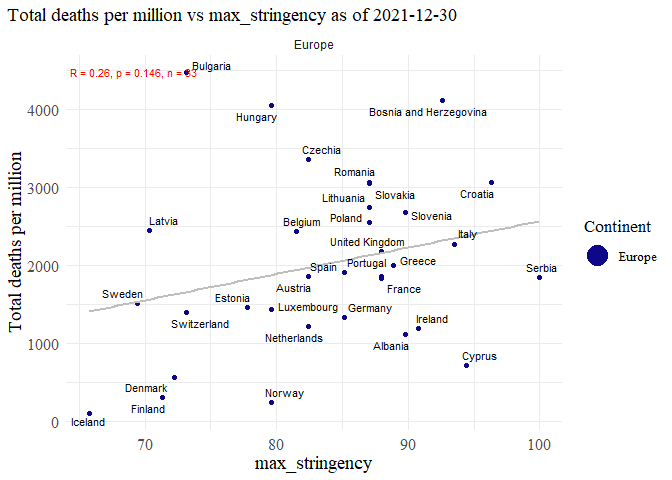 Total deaths per million vs max_stringency as of 2021-12-30
Europe
Bulgaria
R = 0.26, p = 0.146, n = 33
Hungary
Bosnia and Herzegovina
Czechia
Romania
Lithuania
Slovakia
Croatia
Poland
Slovenia
Latvia
Belgium
Italy
United Kingdom
Spain
Portugal
Greece
Serbia
Austria
France
Sweden
Estonia
Luxembourg
Germany
Switzerland
Ireland
Netherlands
Albania
Cyprus
Denmark
Norway
Finland
Iceland
4000
3000
2000
1000
0
70
80
90
100
Total deaths per million
max_stringency
Continent
Europe